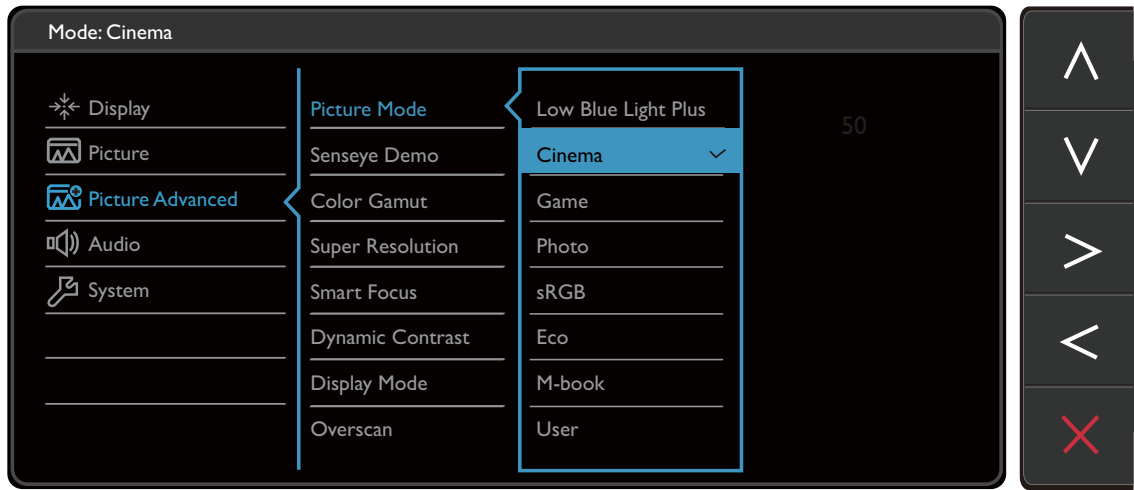 Mode: Cinema
Display
Picture
Picture Advanced
Audio
System
Picture Mode
Senseye Demo
Color Gamut
Super Resolution
Smart Focus
Dynamic Contrast
Display Mode
Overscan
Low Blue Light Plus
Cinema
Game
Photo
sRGB
Eco
M-book
User
50